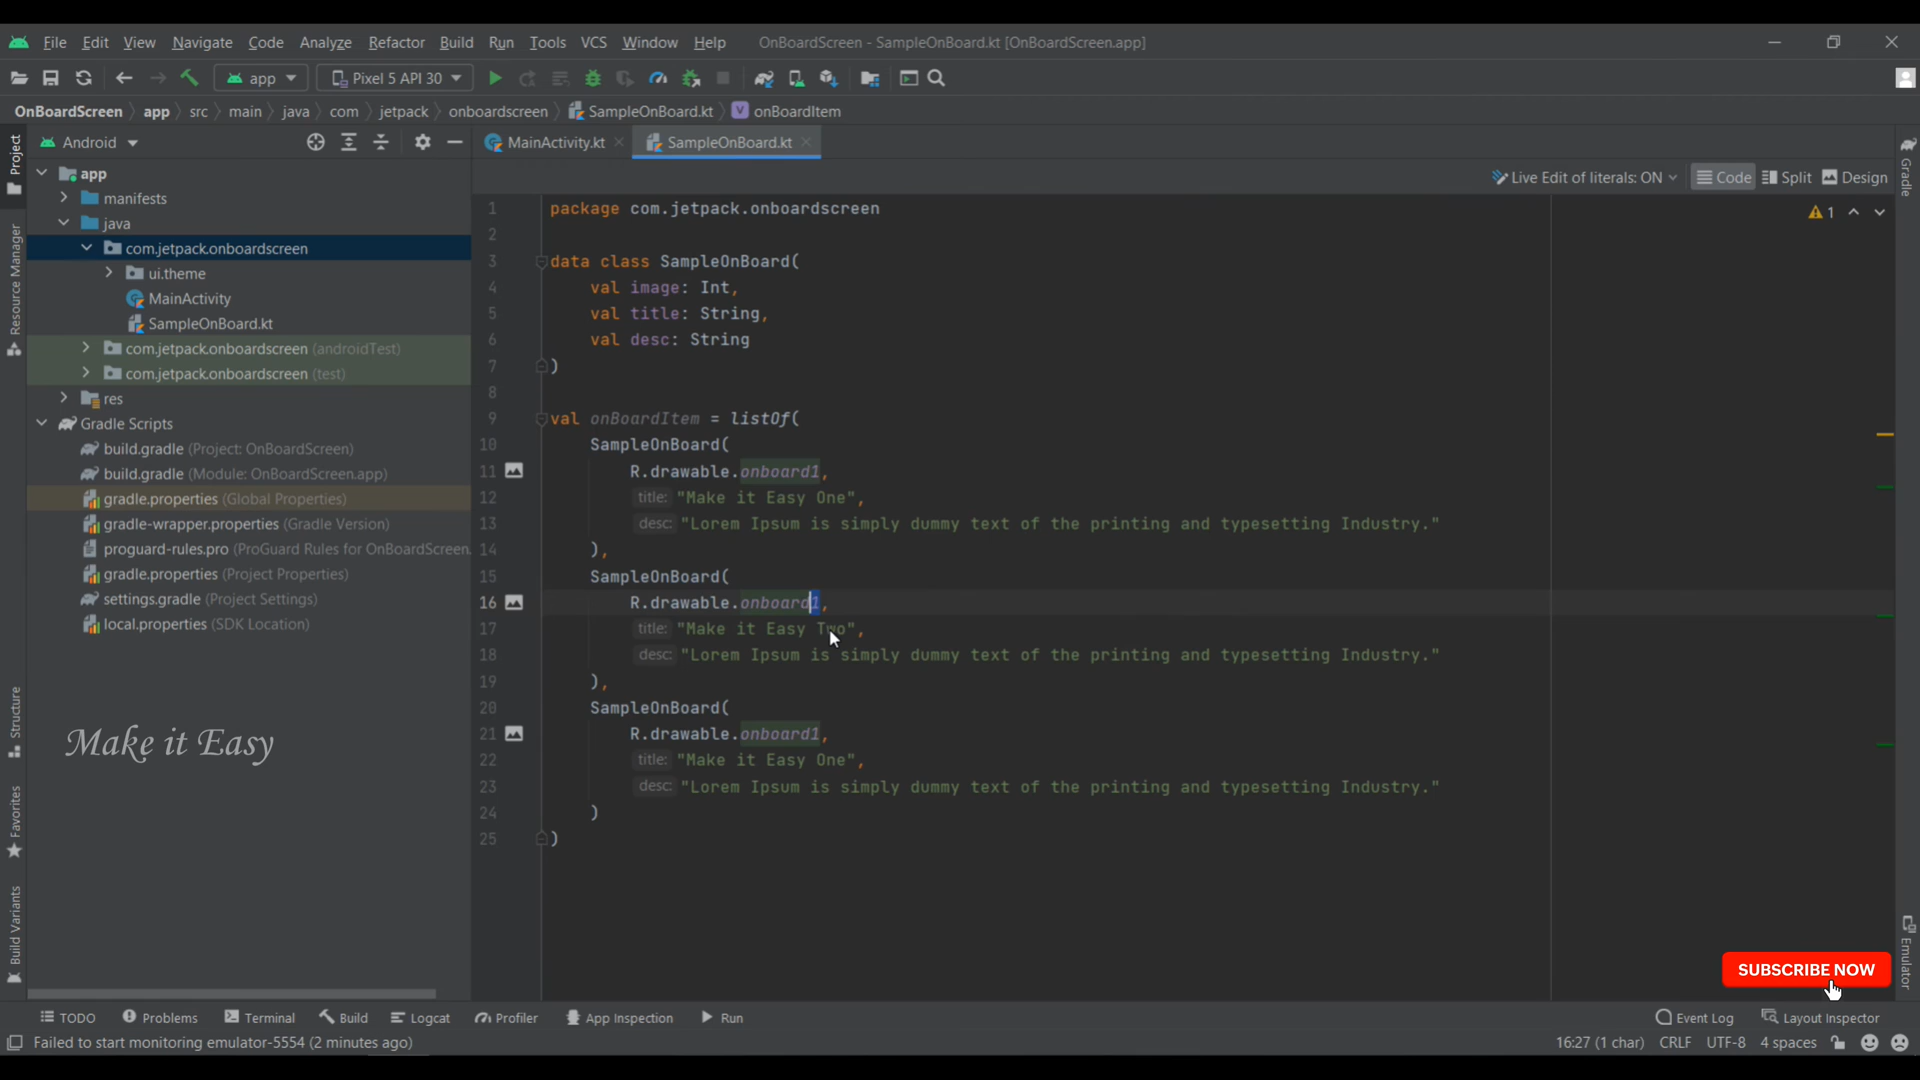 File Edit View Navigate Code Analyze Refactor Build Run Tools VCS Window Help OnBoardScreen - SampleOnBoard.kt [OnBoardScreen.app]
app Pixel 5 API 30
OnBoardScreen app src main java com jetpack onboardscreen SampleOnBoard.kt onBoardItem
Project
Resource Manager
Structure
Favorites
Build Variants
Android
app
manifests
java
com.jetpack.onboardscreen
ui.theme
MainActivity
SampleOnBoard.kt
com.jetpack.onboardscreen (androidTest)
com.jetpack.onboardscreen (test)
res
Gradle Scripts
build.gradle (Project: OnBoardScreen)
build.gradle (Module: OnBoardScreen.app)
gradle.properties (Global Properties)
gradle-wrapper.properties (Gradle Version)
proguard-rules.pro (ProGuard Rules for OnBoardScreen.
gradle.properties (Project Properties)
settings.gradle (Project Settings)
local.properties (SDK Location)
Make it Easy
MainActivity.kt SampleOnBoard.kt
Live Edit of literals: ON Code Split Design
1
1 package com.jetpack.onboardscreen
2
3 data class SampleOnBoard(
4 val image: Int,
5 val title: String,
6 val desc: String
7 )
8
9 val onBoardItem = listOf(
10 SampleOnBoard(
11 R.drawable.onboard1,
12 title: "Make it Easy One",
13 desc: "Lorem Ipsum is simply dummy text of the printing and typesetting Industry."
14 ),
15 SampleOnBoard(
16 R.drawable.onboard1,
17 title: "Make it Easy Two",
18 desc: "Lorem Ipsum is simply dummy text of the printing and typesetting Industry."
19 ),
20 SampleOnBoard(
21 R.drawable.onboard1,
22 title: "Make it Easy One",
23 desc: "Lorem Ipsum is simply dummy text of the printing and typesetting Industry."
24 )
25 )
Gradle
Emulator
SUBSCRIBE NOW
TODO Problems Terminal Build Logcat Profiler App Inspection Run Event Log Layout Inspector
Failed to start monitoring emulator-5554 (2 minutes ago) 16:27 (1 char) CRLF UTF-8 4 spaces